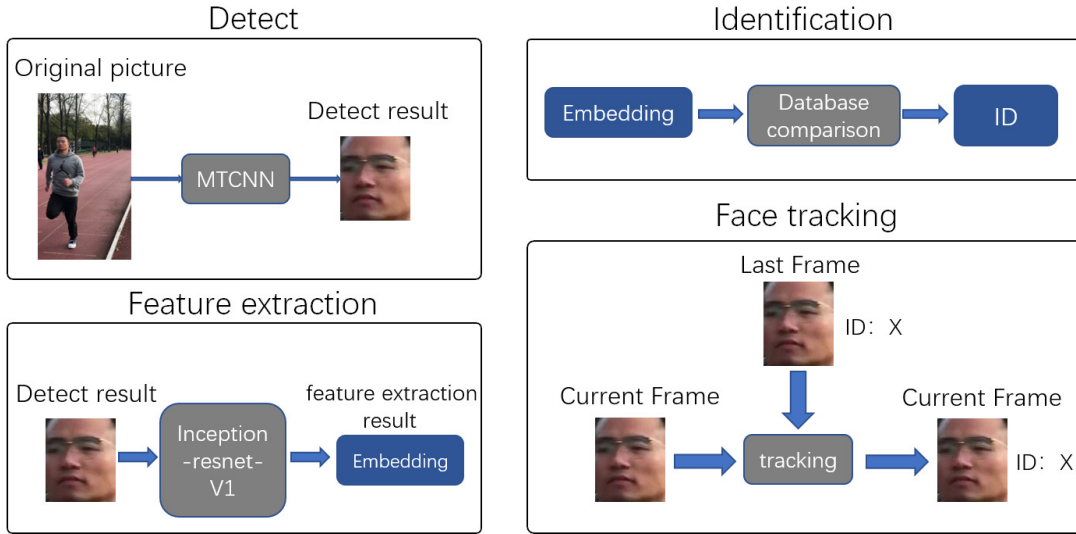 Detect
Original picture
Detect result
MTCNN
Feature extraction
Detect result
feature extraction
result
Inception
-resnet-
V1
Embedding
Identification
Embedding
Database
comparison
ID
Face tracking
Last Frame
ID: X
Current Frame
Current Frame
tracking
ID: X